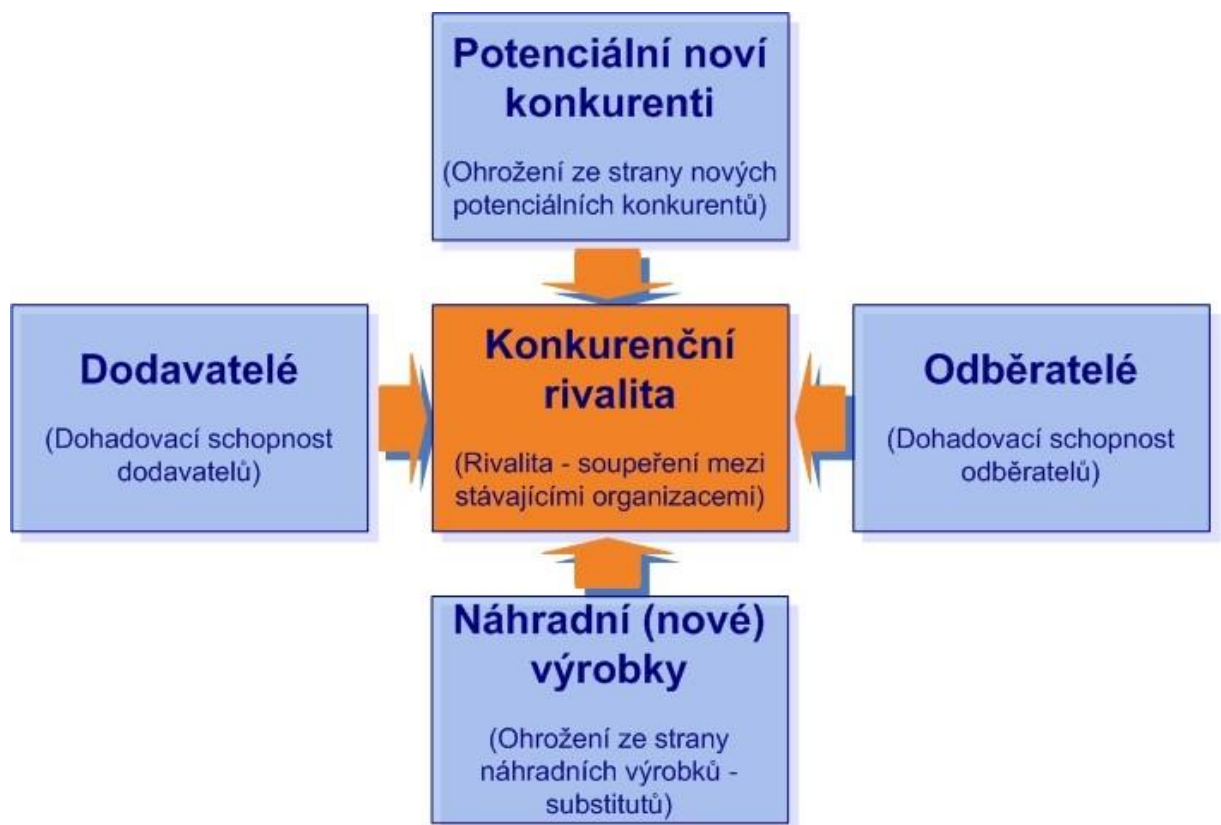 Potenciální noví
konkurenti
(Ohrožení ze strany nových
potenciálních konkurentů)
Dodavatelé
(Dohadovací schopnost
dodavatelů)
Konkurenční
rivalita
(Rivalita - soupeření mezi
stávajícími organizacemi)
Odběratelé
(Dohadovací schopnost
odběratelů)
Náhradní (nové)
výrobky
(Ohrožení ze strany
náhradních výrobků -
substitutů)